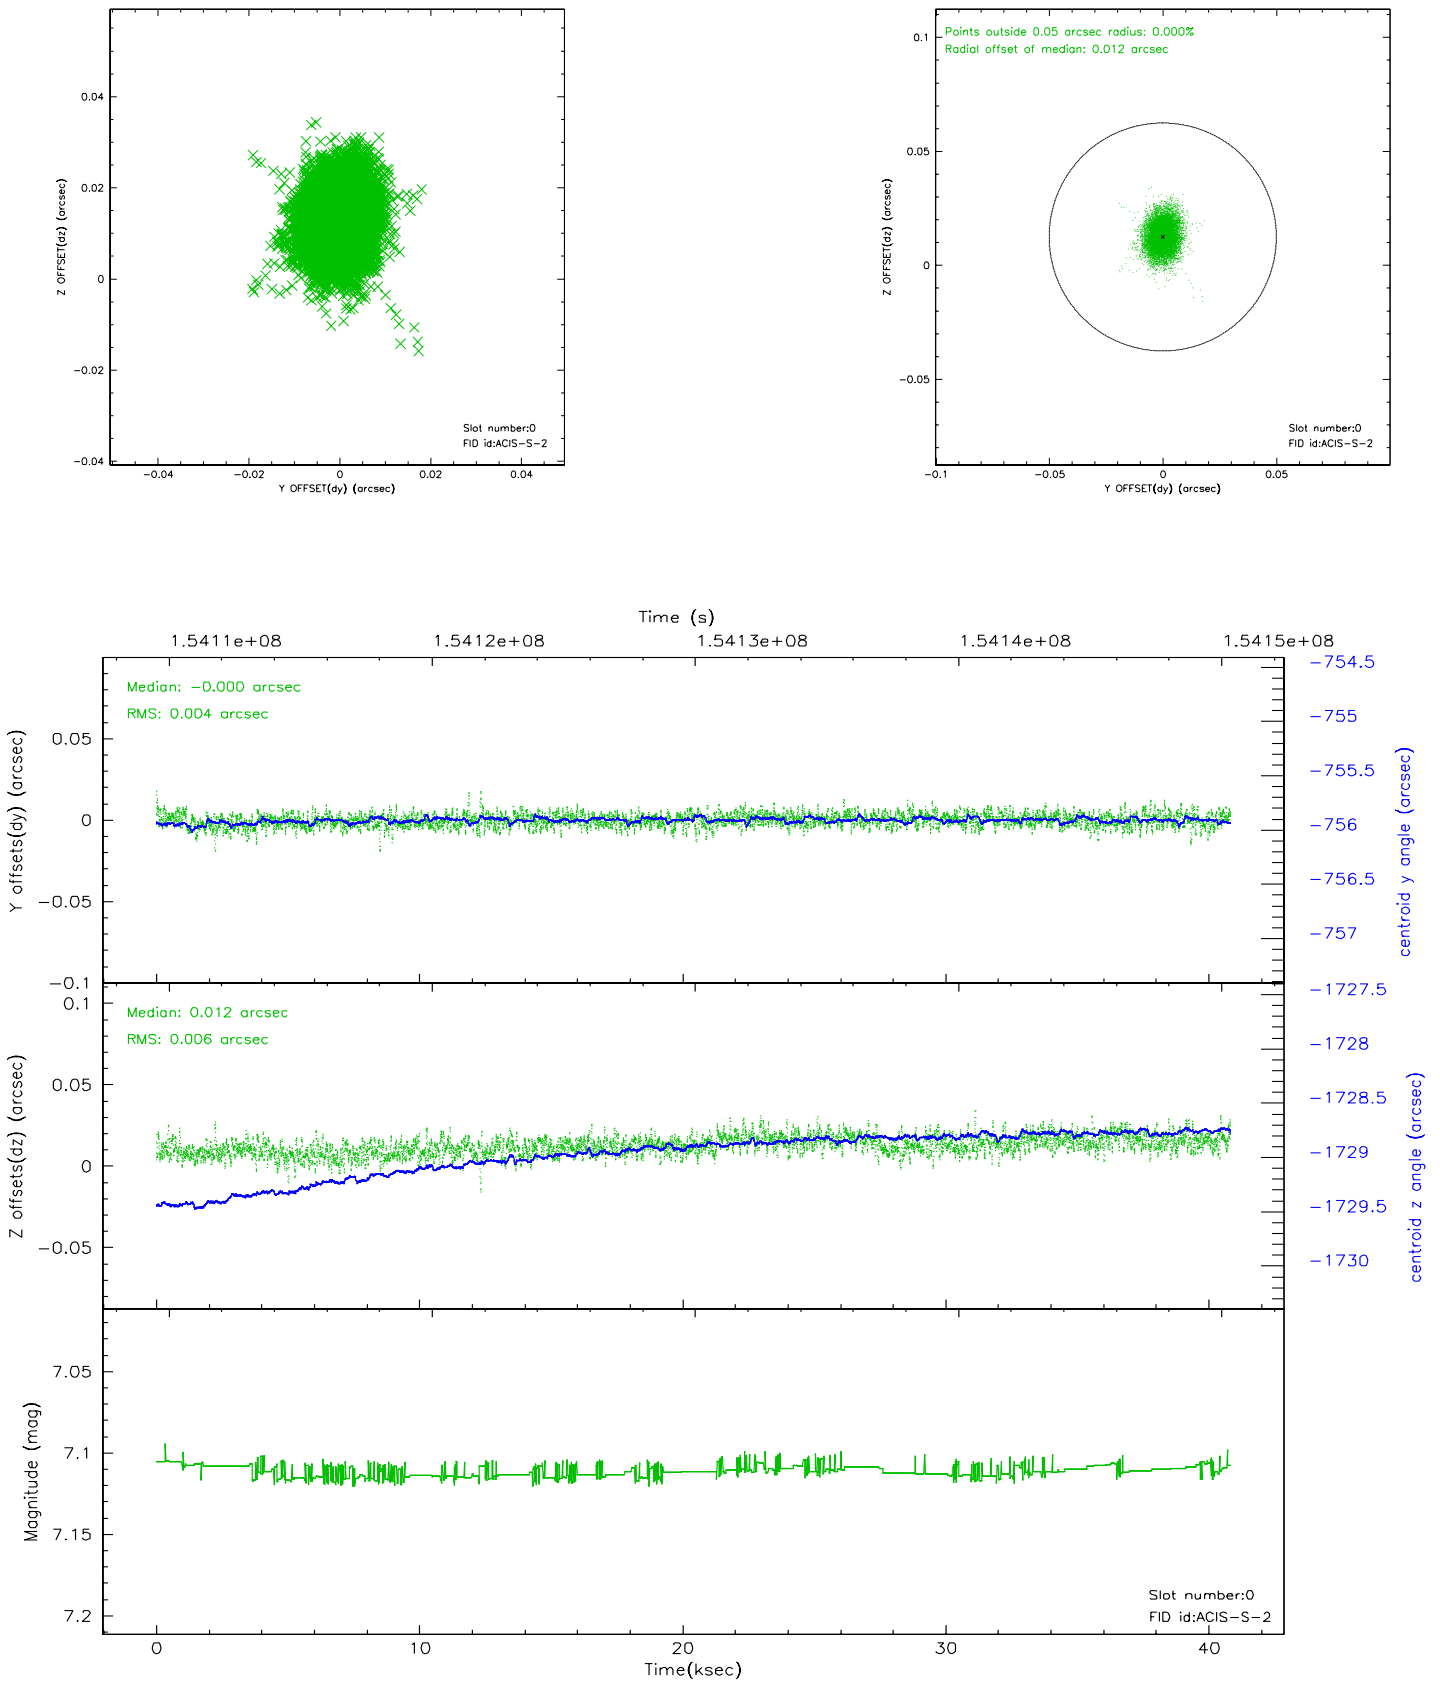 0.04
0.02
0
-0.02
-0.04
-0.04 -0.02 0 0.02 0.04
Y OFFSET(dy) (arcsec)
Z OFFSET(dz) (arcsec)
Slot number:0
FID id:ACIS-S-2
Points outside 0.05 arcsec radius: 0.000%
Radial offset of median: 0.012 arcsec
0.1
0.05
0
-0.05
-0.1 -0.05 0 0.05
Y OFFSET(dy) (arcsec)
Z OFFSET(dz) (arcsec)
Slot number:0
FID id:ACIS-S-2
Time (s)
1.5411e+08 1.5412e+08 1.5413e+08 1.5414e+08 1.5415e+08
Median: -0.000 arcsec
RMS: 0.004 arcsec
0.05
0
-0.05
-0.1
Y offsets(dy) (arcsec)
-754.5
-755
-755.5
-756
-756.5
-757
centroid y angle (arcsec)
Median: 0.012 arcsec
RMS: 0.006 arcsec
0.1
0.05
0
-0.05
Z offsets(dz) (arcsec)
-1727.5
-1728
-1728.5
-1729
-1729.5
-1730
centroid z angle (arcsec)
7.05
7.1
7.15
7.2
Magnitude (mag)
Slot number:0
FID id:ACIS-S-2
0 10 20 30 40
Time(ksec)